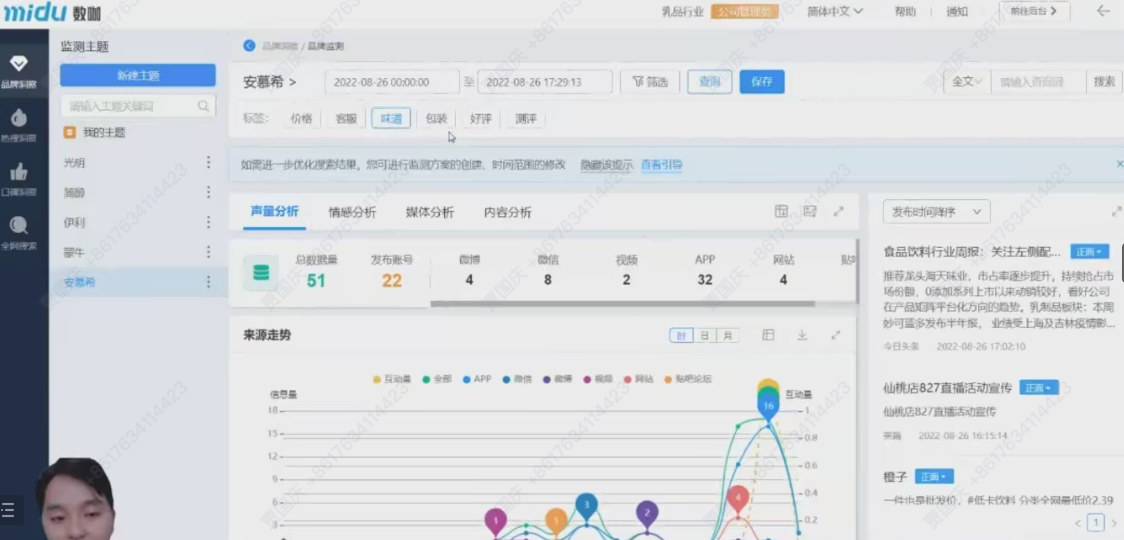 midu 数咖
乳品行业 公司管理员 简体中文 帮助 通知 前往后台 >
监测主题
品牌洞察 / 品牌监测
新建主题
安慕希 > 2022-08-26 00:00:00 至 2022-08-26 17:29:13 筛选 查询 保存 全文 请输入查询词 搜索
品牌洞察
请输入主题关键词
标签: 价格 客服 味道 包装 好评 测评
热搜洞察
我的主题
如需进一步优化搜索结果，您可进行监测方案的创建、时间范围的修改 隐藏该提示 查看引导
光明
口碑洞察
简醇
声量分析 情感分析 媒体分析 内容分析
发布时间降序
伊利
全网搜索
蒙牛
安慕希
总数据量 51
发布账号 22
微博 4
微信 8
视频 2
APP 32
网站 4
贴吧
食品饮料行业周报：关注左侧配... 正面
推荐龙头海天味业，市占率逐步提升，持续抢占市
场份额，0添加系列上市以来动销较好，看好公司
在产品矩阵平台化方向的趋势。乳制品板块：本周
妙可蓝多发布半年报， 业绩受上海及吉林疫情影...
今日头条 2022-08-26 17:02:10
来源走势
时 日 月
互动量 全部 APP 微信 微博 视频 网站 贴吧论坛
信息量
互动量
18
15
12
9
6
3
1
0.8
0.6
0.4
0.2
16
4
3
2
1
1
仙桃店827直播活动宣传 正面
仙桃店827直播活动宣传
美篇 2022-08-26 16:15:14
橙子 正面
一件也是批发价，#低卡饮料 分类全网最低价2.39
< 1 >
贾国庆 +8617634114423